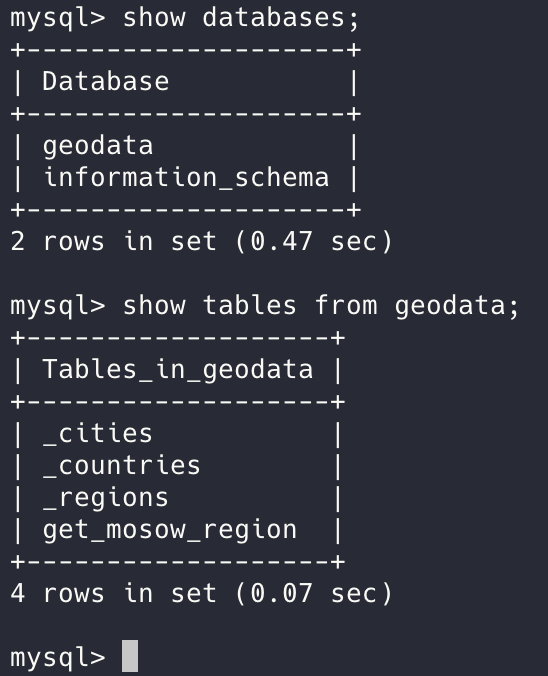 mysql> show databases;
+--------------------+
| Database           |
+--------------------+
| geodata            |
| information_schema |
+--------------------+
2 rows in set (0.47 sec)

mysql> show tables from geodata;
+-------------------+
| Tables_in_geodata |
+-------------------+
| _cities           |
| _countries        |
| _regions          |
| get_mosow_region  |
+-------------------+
4 rows in set (0.07 sec)

mysql>